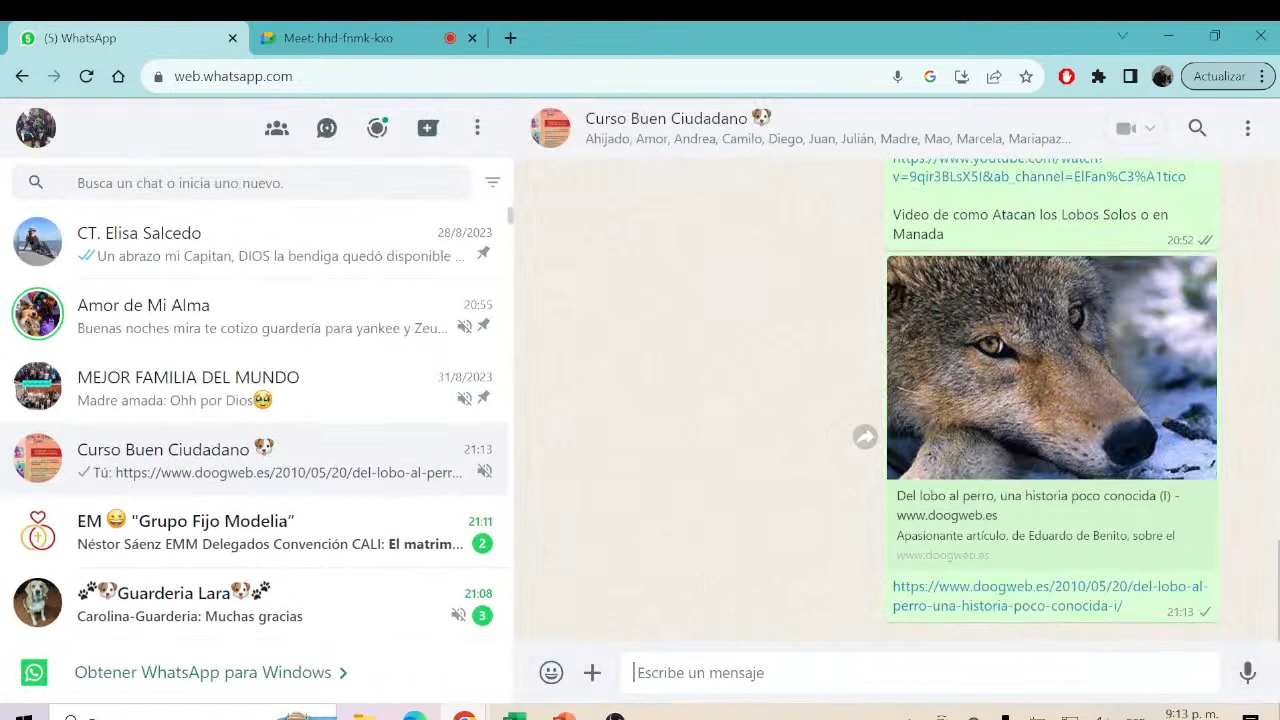 (5) WhatsApp
Meet: hhd-fnmk-kxo
web.whatsapp.com
Actualizar
Curso Buen Ciudadano
Ahijado, Amor, Andrea, Camilo, Diego, Juan, Julián, Madre, Mao, Marcela, Mariapaz...
Busca un chat o inicia uno nuevo.
CT. Elisa Salcedo
28/8/2023
Un abrazo mi Capitan, DIOS la bendiga quedó disponible ...
Amor de Mi Alma
20:55
Buenas noches mira te cotizo guardería para yankee y Zeu...
MEJOR FAMILIA DEL MUNDO
31/8/2023
Madre amada: Ohh por Dios🥹
Curso Buen Ciudadano 🐶
21:13
Tú: https://www.doogweb.es/2010/05/20/del-lobo-al-perr...
EM 😀 "Grupo Fijo Modelia"
21:11
Néstor Sáenz EMM Delegados Convención CALI: El matrim...
2
🐾🐶Guarderia Lara🐶🐾
21:08
Carolina-Guarderia: Muchas gracias
3
Obtener WhatsApp para Windows
https://www.youtube.com/watch?
v=9qir3BLsX5I&ab_channel=ElFan%C3%A1tico
Video de como Atacan los Lobos Solos o en
Manada
20:52
Del lobo al perro, una historia poco conocida (I) -
www.doogweb.es
Apasionante artículo, de Eduardo de Benito, sobre el
www.doogweb.es
https://www.doogweb.es/2010/05/20/del-lobo-al-
perro-una-historia-poco-conocida-i/
21:13
Escribe un mensaje
9:13 p. m.